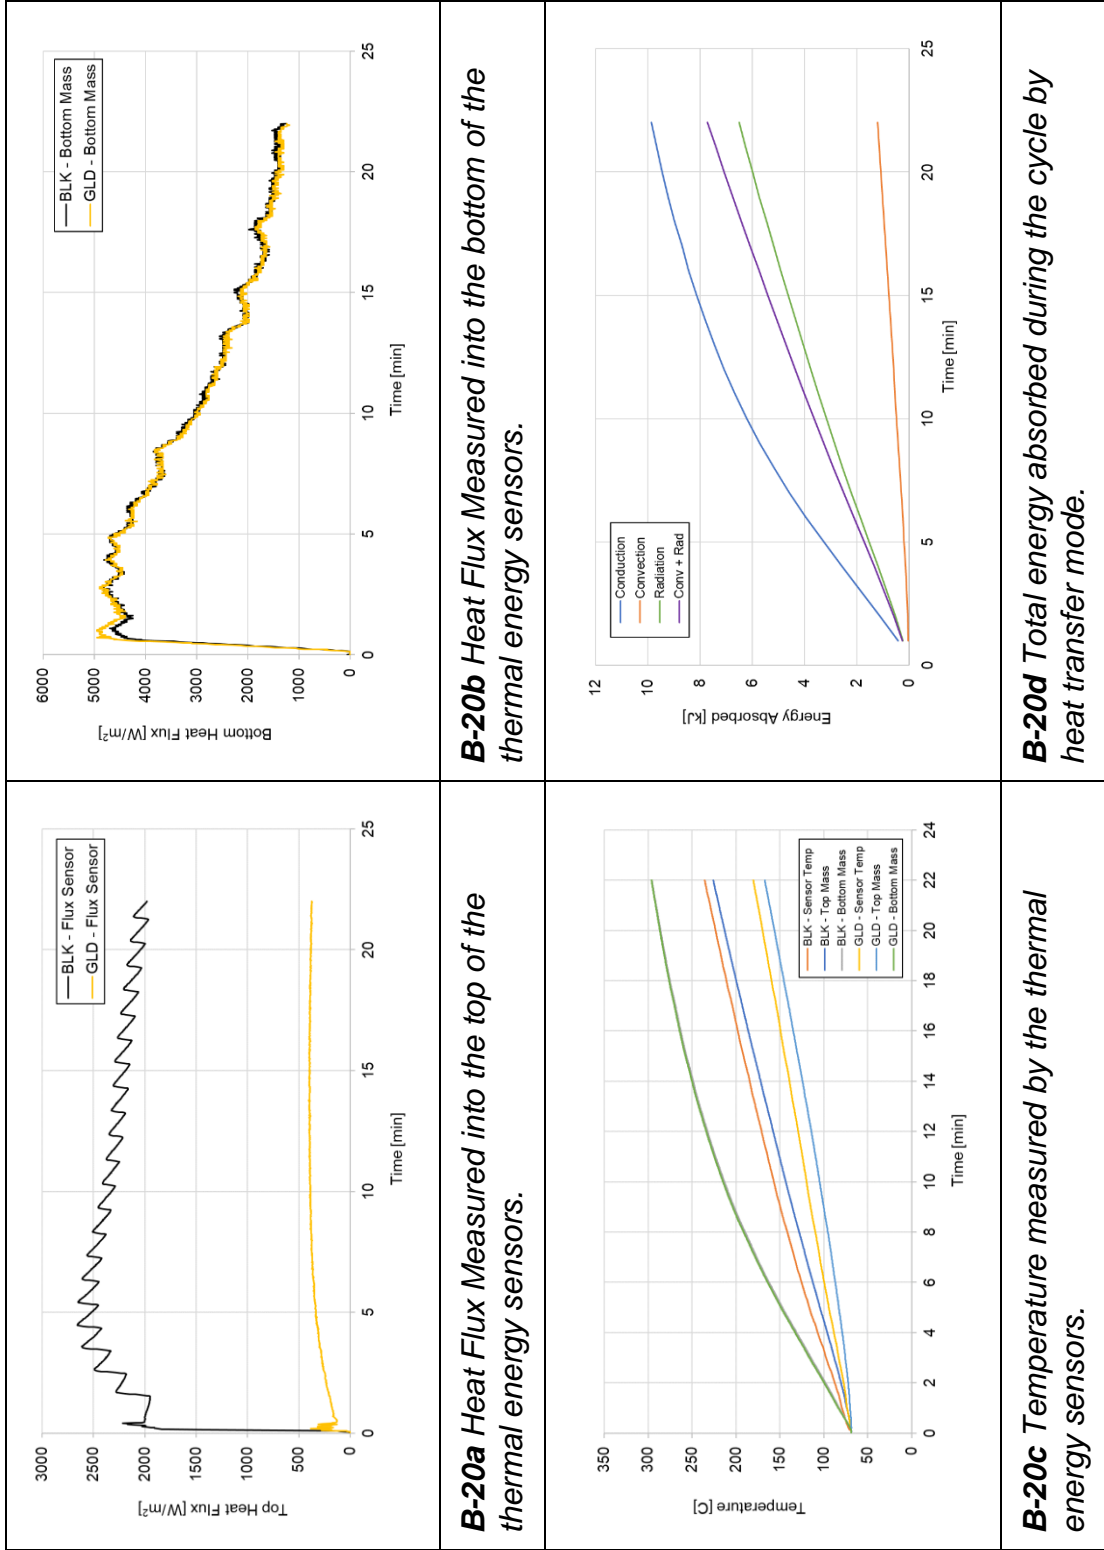 3000
2500
2000
1500
1000
500
0
0
5
10
15
20
25
Top Heat Flux [W/m²]
Time [min]
BLK - Flux Sensor
GLD - Flux Sensor
B-20a Heat Flux Measured into the top of the
thermal energy sensors.
6000
5000
4000
3000
2000
1000
0
0
5
10
15
20
25
Bottom Heat Flux [W/m²]
Time [min]
BLK - Bottom Mass
GLD - Bottom Mass
B-20b Heat Flux Measured into the bottom of the
thermal energy sensors.
350
300
250
200
150
100
50
0
0
2
4
6
8
10
12
14
16
18
20
22
24
Temperature [C]
Time [min]
BLK - Sensor Temp
BLK - Top Mass
BLK - Bottom Mass
GLD - Sensor Temp
GLD - Top Mass
GLD - Bottom Mass
B-20c Temperature measured by the thermal
energy sensors.
12
10
8
6
4
2
0
0
5
10
15
20
25
Energy Absorbed [kJ]
Time [min]
Conduction
Convection
Radiation
Conv + Rad
B-20d Total energy absorbed during the cycle by
heat transfer mode.